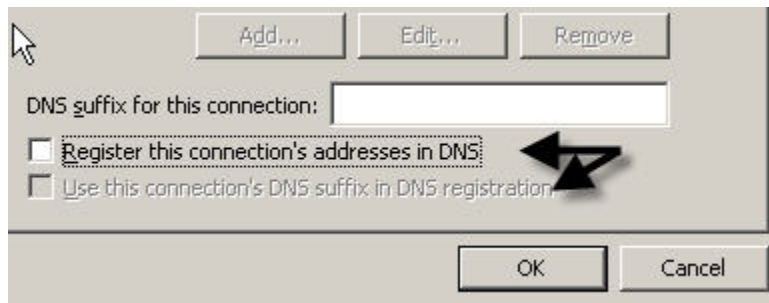 Add... Edit... Remove
DNS suffix for this connection:
Register this connection's addresses in DNS
Use this connection's DNS suffix in DNS registration
OK Cancel